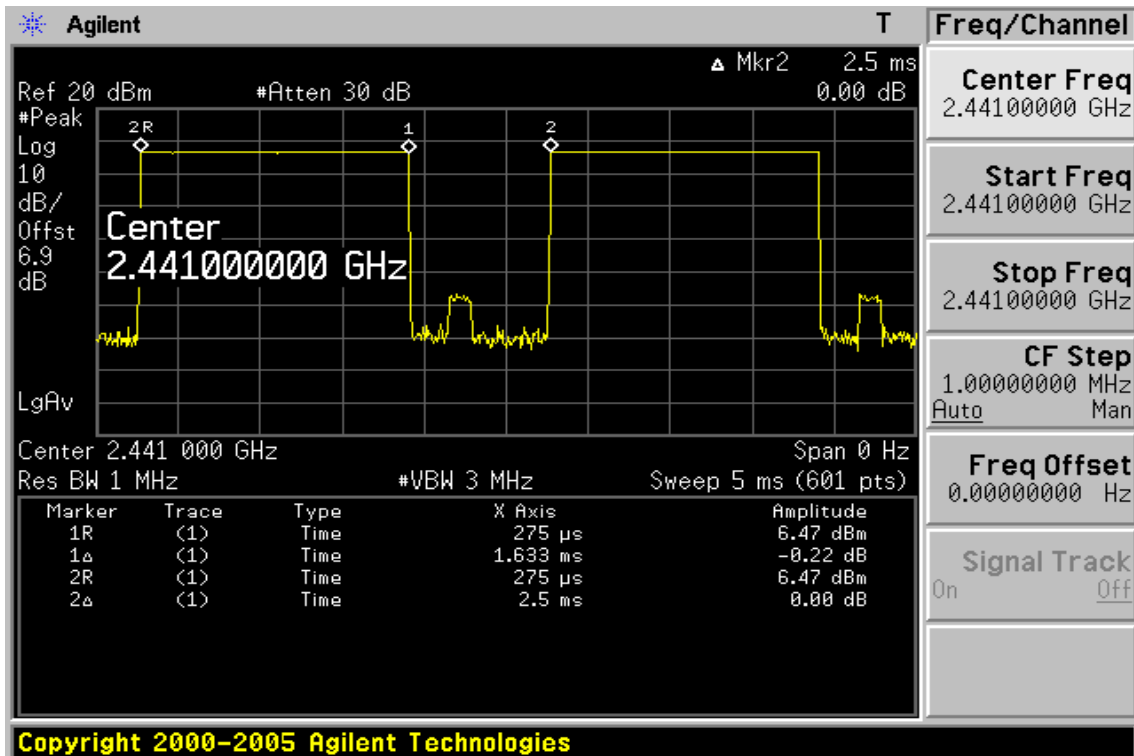 Agilent T Freq/Channel
Δ Mkr2 2.5 ms
Ref 20 dBm #Atten 30 dB 0.00 dB
#Peak
Log
10
dB/
Offst
6.9
dB
2R 1 2
Center
2.441000000 GHz
LgAv
Center 2.441 000 GHz Span 0 Hz
Res BW 1 MHz #VBW 3 MHz Sweep 5 ms (601 pts)
Marker Trace Type X Axis Amplitude
1R (1) Time 275 µs 6.47 dBm
1Δ (1) Time 1.633 ms -0.22 dB
2R (1) Time 275 µs 6.47 dBm
2Δ (1) Time 2.5 ms 0.00 dB
Center Freq
2.44100000 GHz
Start Freq
2.44100000 GHz
Stop Freq
2.44100000 GHz
CF Step
1.00000000 MHz
Auto Man
Freq Offset
0.00000000 Hz
Signal Track
On Off
Copyright 2000-2005 Agilent Technologies